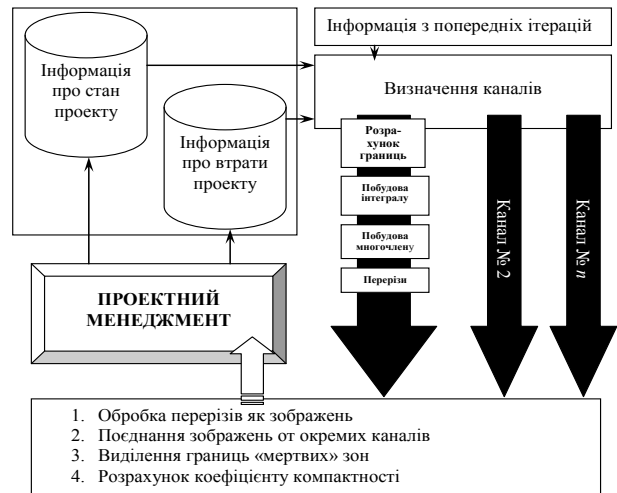 Інформація
про стан
проекту
Інформація
про втрати
проекту
Інформація з попередніх ітерацій
Визначення каналів
Розра-
хунок
границь
Побудова
інтегралу
Побудова
многочлену
Перерізи
Канал № 2
Канал № n
ПРОЕКТНИЙ
МЕНЕДЖМЕНТ
1. Обробка перерізів як зображень
2. Поєднання зображень от окремих каналів
3. Виділення границь «мертвих» зон
4. Розрахунок коефіцієнту компактності